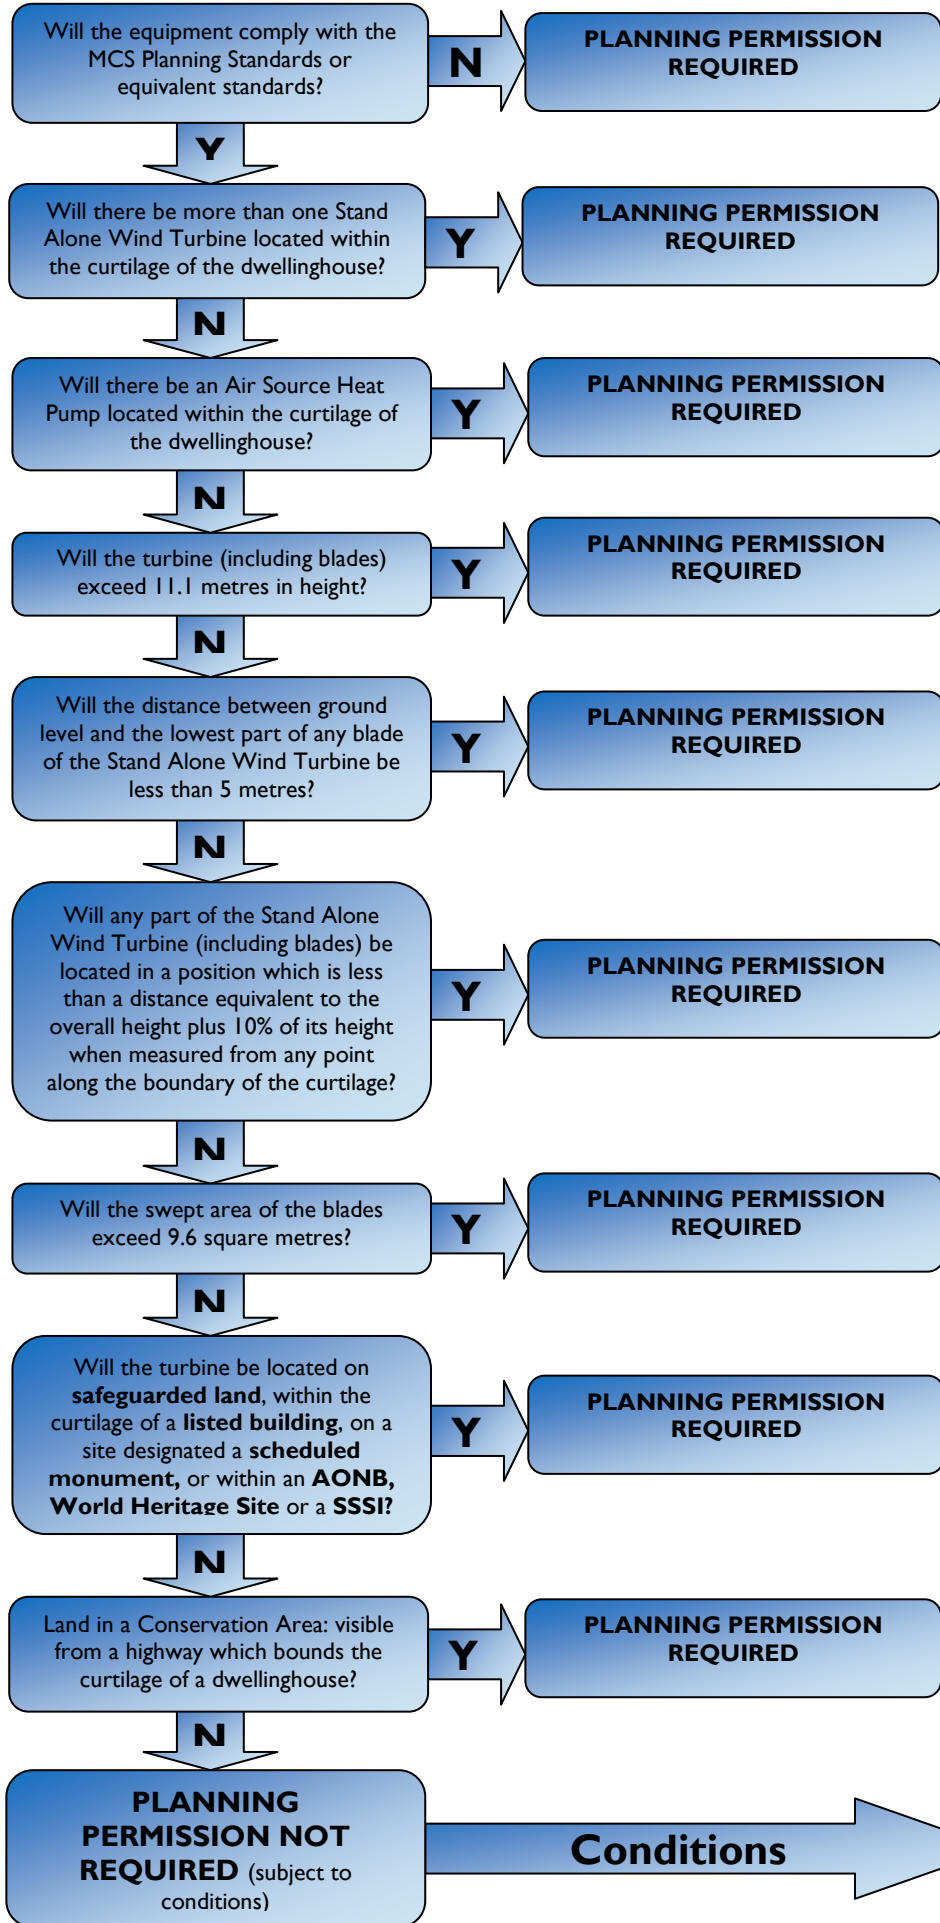 Will the equipment comply with the
MCS Planning Standards or
equivalent standards?
N
PLANNING PERMISSION
REQUIRED
Y
Will there be more than one Stand
Alone Wind Turbine located within
the curtilage of the dwellinghouse?
Y
PLANNING PERMISSION
REQUIRED
N
Will there be an Air Source Heat
Pump located within the curtilage of
the dwellinghouse?
Y
PLANNING PERMISSION
REQUIRED
N
Will the turbine (including blades)
exceed 11.1 metres in height?
Y
PLANNING PERMISSION
REQUIRED
N
Will the distance between ground
level and the lowest part of any blade
of the Stand Alone Wind Turbine be
less than 5 metres?
Y
PLANNING PERMISSION
REQUIRED
N
Will any part of the Stand Alone
Wind Turbine (including blades) be
located in a position which is less
than a distance equivalent to the
overall height plus 10% of its height
when measured from any point
along the boundary of the curtilage?
Y
PLANNING PERMISSION
REQUIRED
N
Will the swept area of the blades
exceed 9.6 square metres?
Y
PLANNING PERMISSION
REQUIRED
N
Will the turbine be located on
safeguarded land, within the
curtilage of a listed building, on a
site designated a scheduled
monument, or within an AONB,
World Heritage Site or a SSSI?
Y
PLANNING PERMISSION
REQUIRED
N
Land in a Conservation Area: visible
from a highway which bounds the
curtilage of a dwellinghouse?
Y
PLANNING PERMISSION
REQUIRED
N
PLANNING
PERMISSION NOT
REQUIRED (subject to
conditions)
Conditions